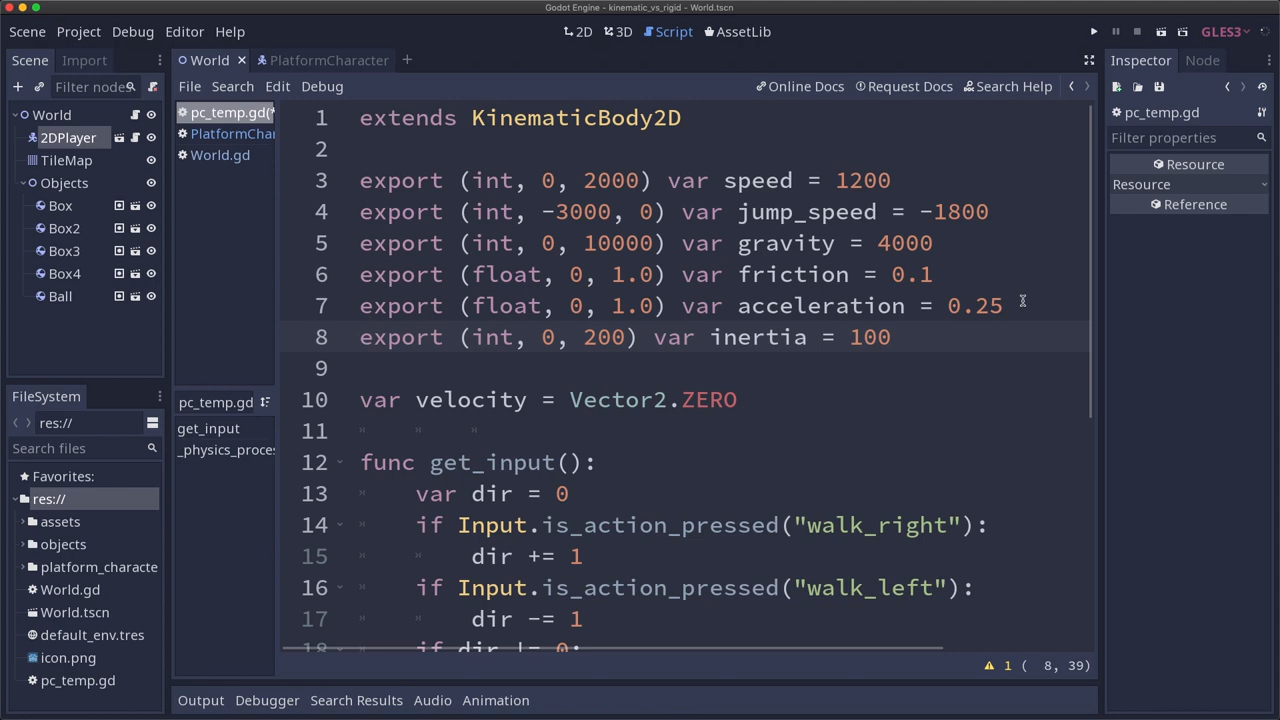 Godot Engine - kinematic_vs_rigid - World.tscn
Scene Project Debug Editor Help
2D 3D Script AssetLib
GLES3
Scene Import
World PlatformCharacter
Inspector Node
Filter nodes
File Search Edit Debug
Online Docs Request Docs Search Help
World
2DPlayer
TileMap
Objects
Box
Box2
Box3
Box4
Ball
pc_temp.gd(*
PlatformChar
World.gd
pc_temp.gd
get_input
_physics_proces
1 extends KinematicBody2D
2
3 export (int, 0, 2000) var speed = 1200
4 export (int, -3000, 0) var jump_speed = -1800
5 export (int, 0, 10000) var gravity = 4000
6 export (float, 0, 1.0) var friction = 0.1
7 export (float, 0, 1.0) var acceleration = 0.25
8 export (int, 0, 200) var inertia = 100
9
10 var velocity = Vector2.ZERO
11
12 func get_input():
13 var dir = 0
14 if Input.is_action_pressed("walk_right"):
15 dir += 1
16 if Input.is_action_pressed("walk_left"):
17 dir -= 1
18 if dir != 0:
1 ( 8, 39)
pc_temp.gd
Filter properties
Resource
Resource
Reference
FileSystem
res://
Search files
Favorites:
res://
assets
objects
platform_characte
World.gd
World.tscn
default_env.tres
icon.png
pc_temp.gd
Output Debugger Search Results Audio Animation